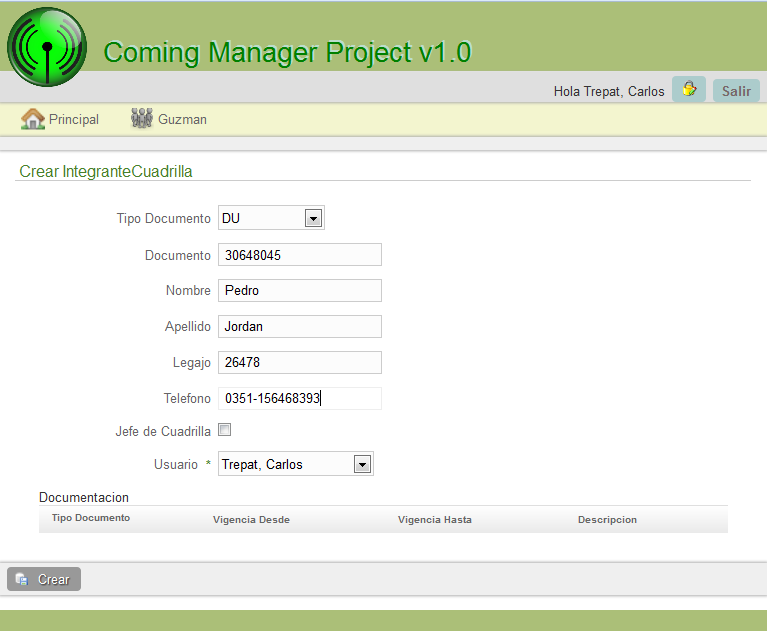 Coming Manager Project v1.0
Hola Trepat, Carlos Salir
Principal Guzman
Crear IntegranteCuadrilla
Tipo Documento DU
Documento 30648045
Nombre Pedro
Apellido Jordan
Legajo 26478
Telefono 0351-156468393
Jefe de Cuadrilla
Usuario * Trepat, Carlos
Documentacion
Tipo Documento Vigencia Desde Vigencia Hasta Descripcion
Crear